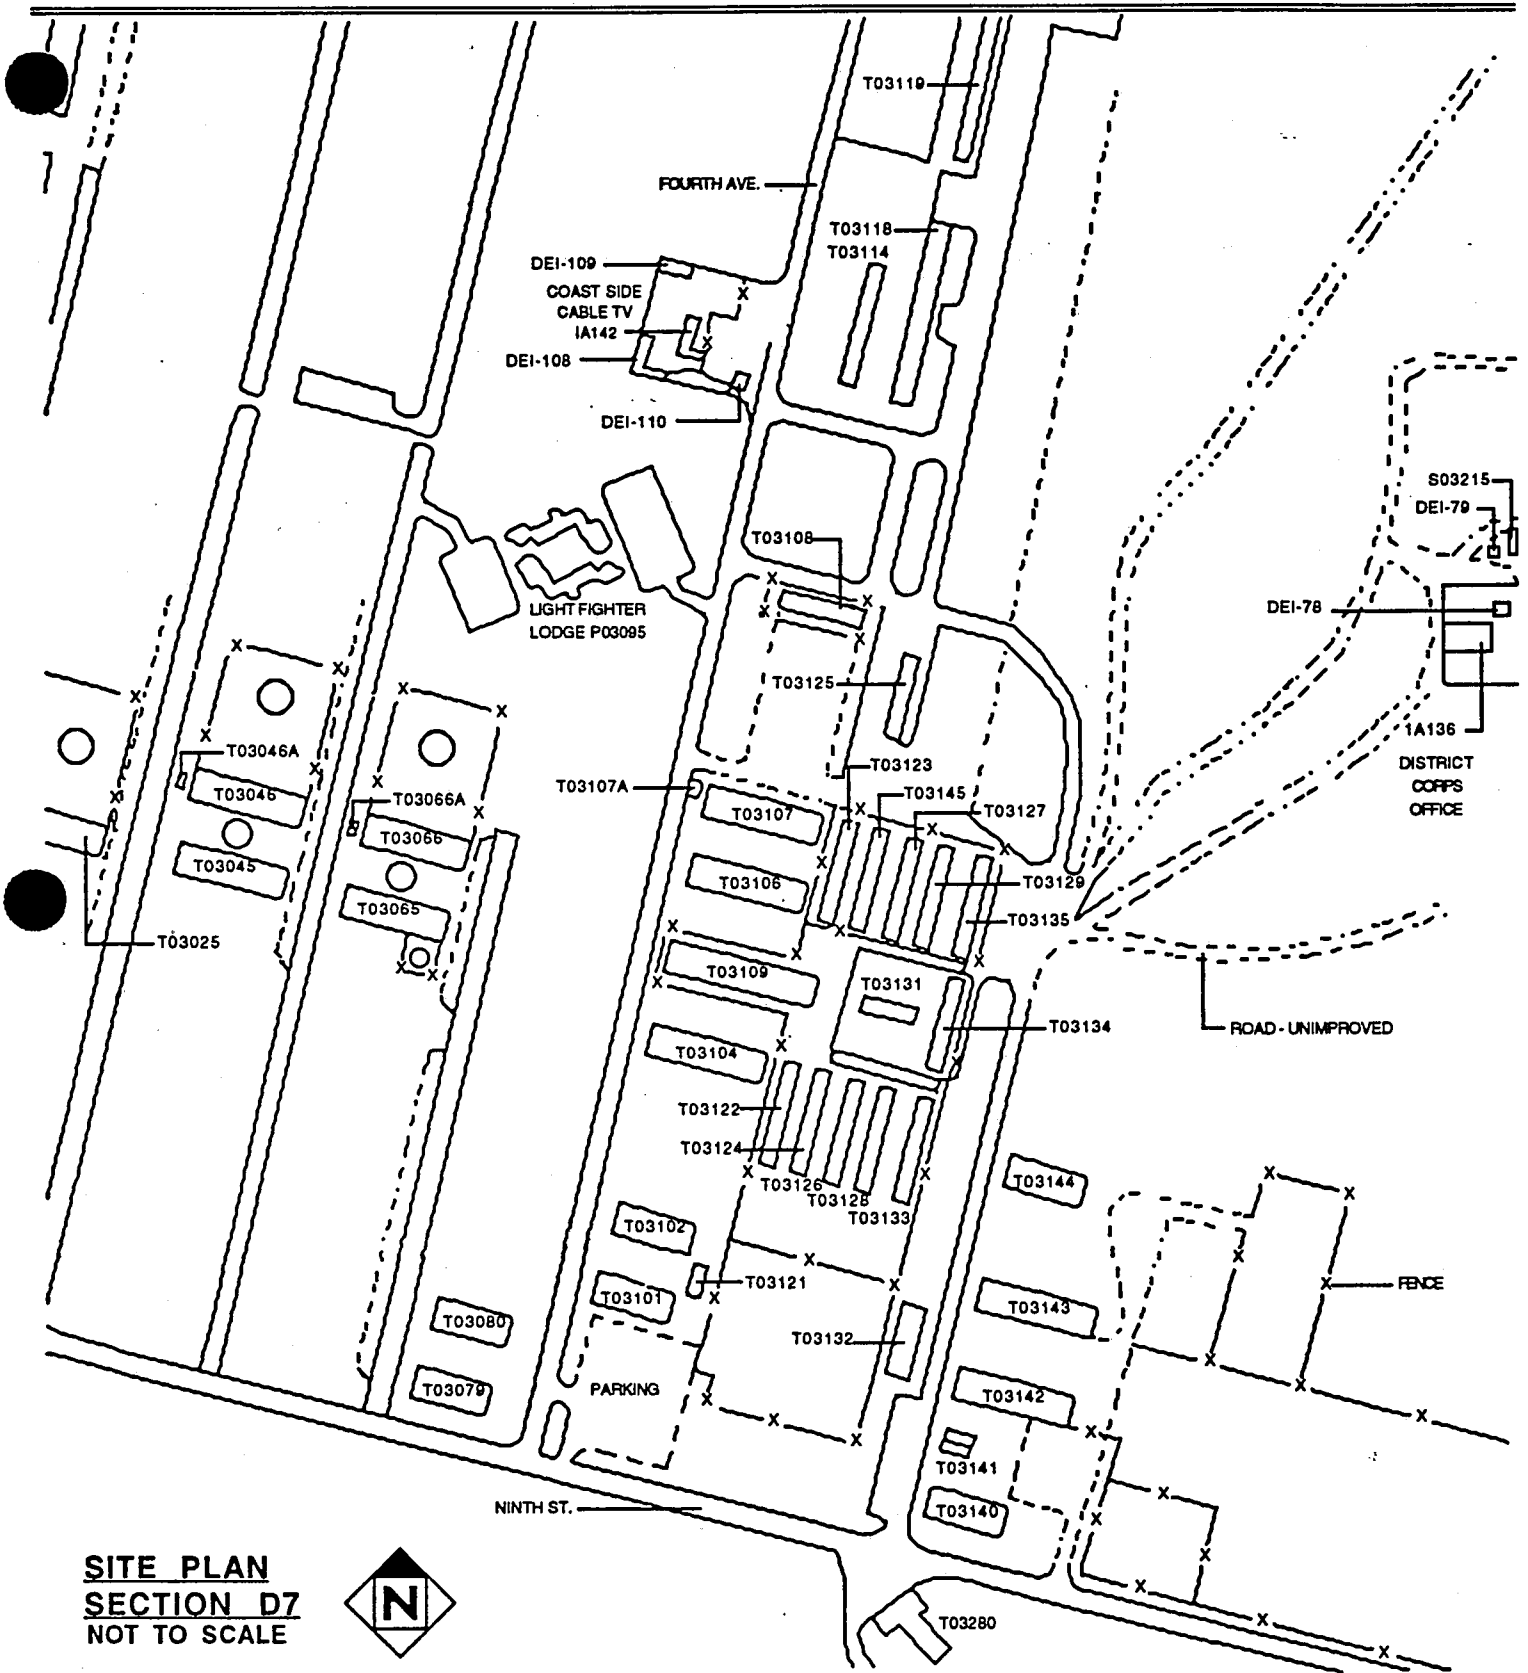 T03119
FOURTH AVE.
T03118
T03114
DEI-109
COAST SIDE
CABLE TV
IA142
DEI-108
DEI-110
S03215
DEI-79
T03108
LIGHT FIGHTER
LODGE P03095
DEI-78
T03125
1A136
DISTRICT
CORPS
OFFICE
T03046A
T03046
T03066A
T03066
T03045
T03065
T03025
T03107A
T03123
T03145
T03127
T03107
T03106
T03129
T03135
T03109
T03131
T03134
ROAD - UNIMPROVED
T03104
T03122
T03124
T03126
T03128
T03133
T03144
T03102
T03121
T03101
T03143
FENCE
T03080
T03132
T03079
PARKING
T03142
T03141
NINTH ST.
T03140
T03280
SITE PLAN
SECTION D7
NOT TO SCALE
N